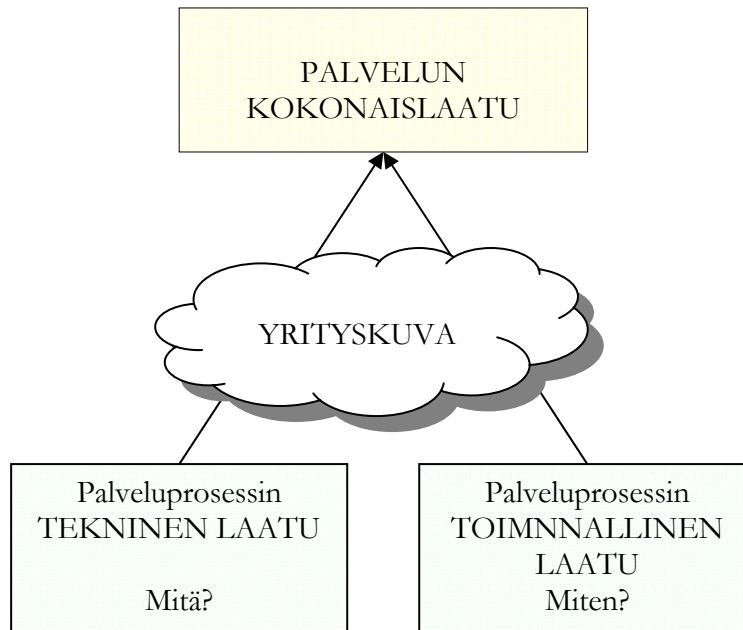 PALVELUN
KOKONAISLAATU
YRITYSKUVA
Palveluprosessin
TEKNINEN LAATU
Mitä?
Palveluprosessin
TOIMNNALLINEN
LAATU
Miten?